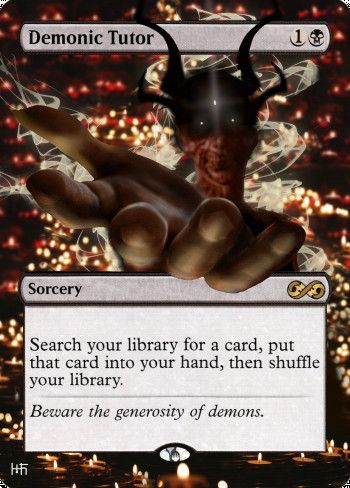 Demonic Tutor 1
Sorcery
Search your library for a card, put
that card into your hand, then shuffle
your library.
Beware the generosity of demons.